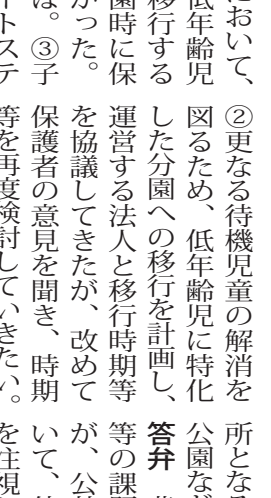 において、
低年齢児
移行する
園時に保
かった。
は。③子
イトステ
②更なる待機児童の解消を
図るため、低年齢児に特化
した分園への移行を計画し、
運営する法人と移行時期等
を協議してきたが、改めて
保護者の意見を聞き、時期
等を再度検討していきたい。
所となる
公園なが
答弁
等の課
が、公
いて、
を注視